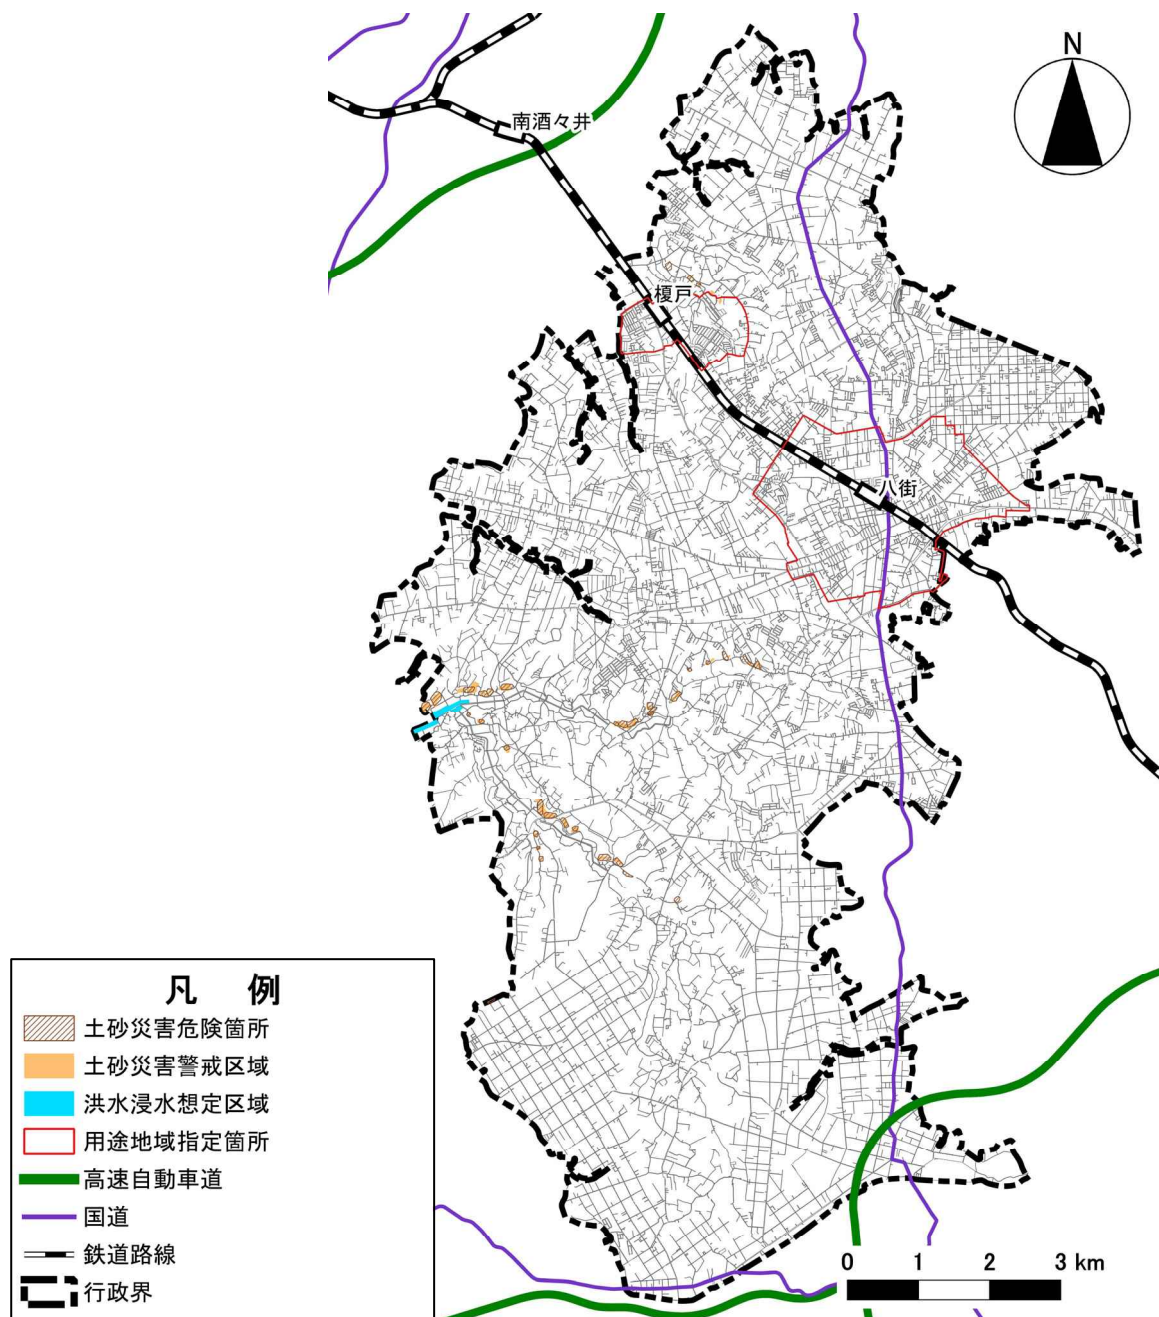 N
南酒々井
榎戸
八街
凡 例
土砂災害危険箇所
土砂災害警戒区域
洪水浸水想定区域
用途地域指定箇所
高速自動車道
国道
鉄道路線
行政界
0 1 2 3 km